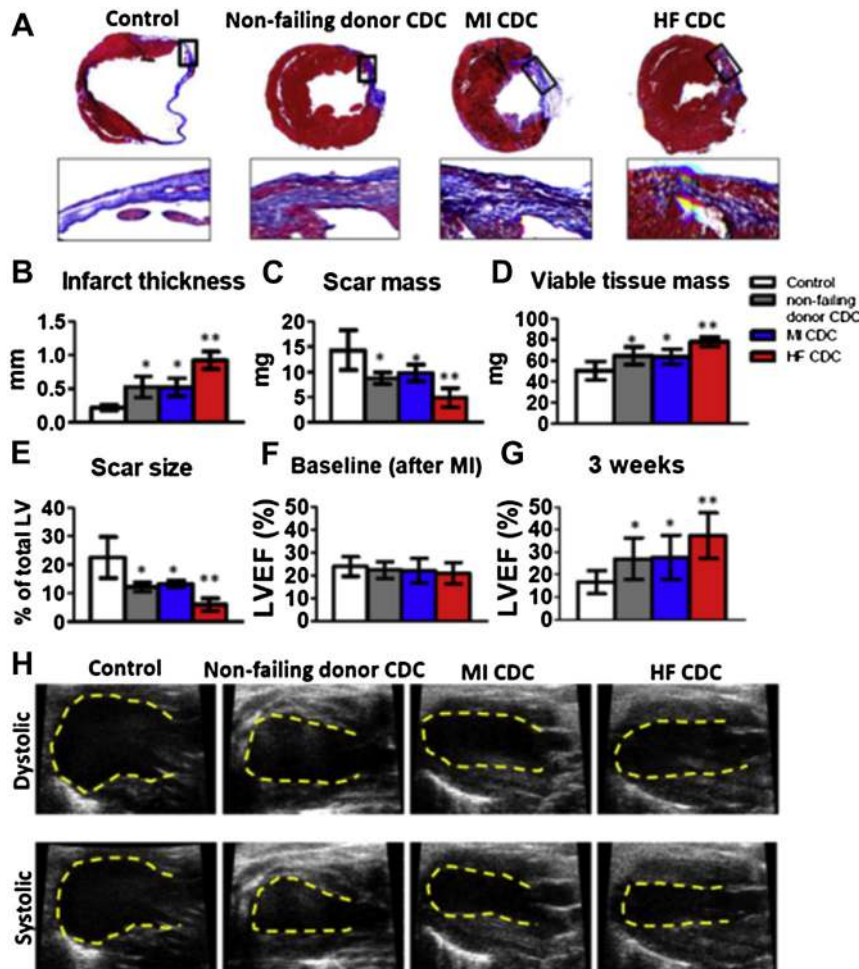 A
Control Non-failing donor CDC MI CDC HF CDC
B Infarct thickness
mm
1.5
1.0
0.5
0.0
* * **
C Scar mass
mg
20
15
10
5
0
* * **
D Viable tissue mass
mg
100
80
60
40
20
0
* * **
Control
non-failing
donor CDC
MI CDC
HF CDC
E Scar size
% of total LV
40
30
20
10
0
* * **
F Baseline (after MI)
LVEF (%)
50
40
30
20
10
0
G 3 weeks
LVEF (%)
50
40
30
20
10
0
* * **
H
Control Non-failing donor CDC MI CDC HF CDC
Dystolic
Systolic